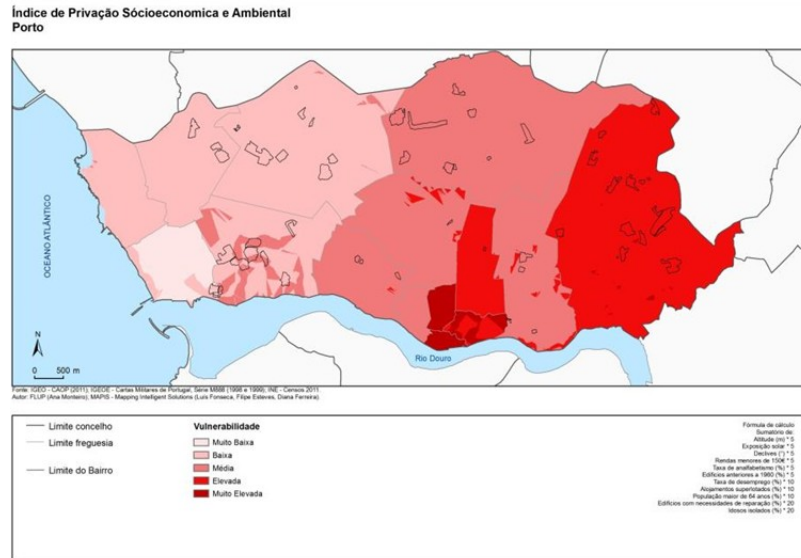 Índice de Privação Sócioeconomica e Ambiental
Porto
OCEANO ATLÂNTICO
Rio Douro
N
0 500 m
Fonte: IGEO - CAOP (2011); IGEOE - Cartas Militares de Portugal, Série M888 (1998 e 1999); INE - Censos 2011
Autor: FLUP (Ana Monteiro); MAPIS - Mapping Intelligent Solutions (Luís Fonseca, Filipe Esteves, Diana Ferreira)
Limite concelho
Limite freguesia
Limite do Bairro
Vulnerabilidade
Muito Baixa
Baixa
Média
Elevada
Muito Elevada
Fórmula de cálculo
Sumatório de:
Altitude (m) * 5
Exposição solar * 5
Declives (°) * 5
Rendas menores de 150€ * 5
Taxa de analfabetismo (%) * 5
Edifícios anteriores a 1960 (%) * 5
Taxa de desemprego (%) * 10
Alojamentos superlotados (%) * 10
População maior de 64 anos (%) * 10
Edifícios com necessidades de reparação (%) * 20
Idosos isolados (%) * 20